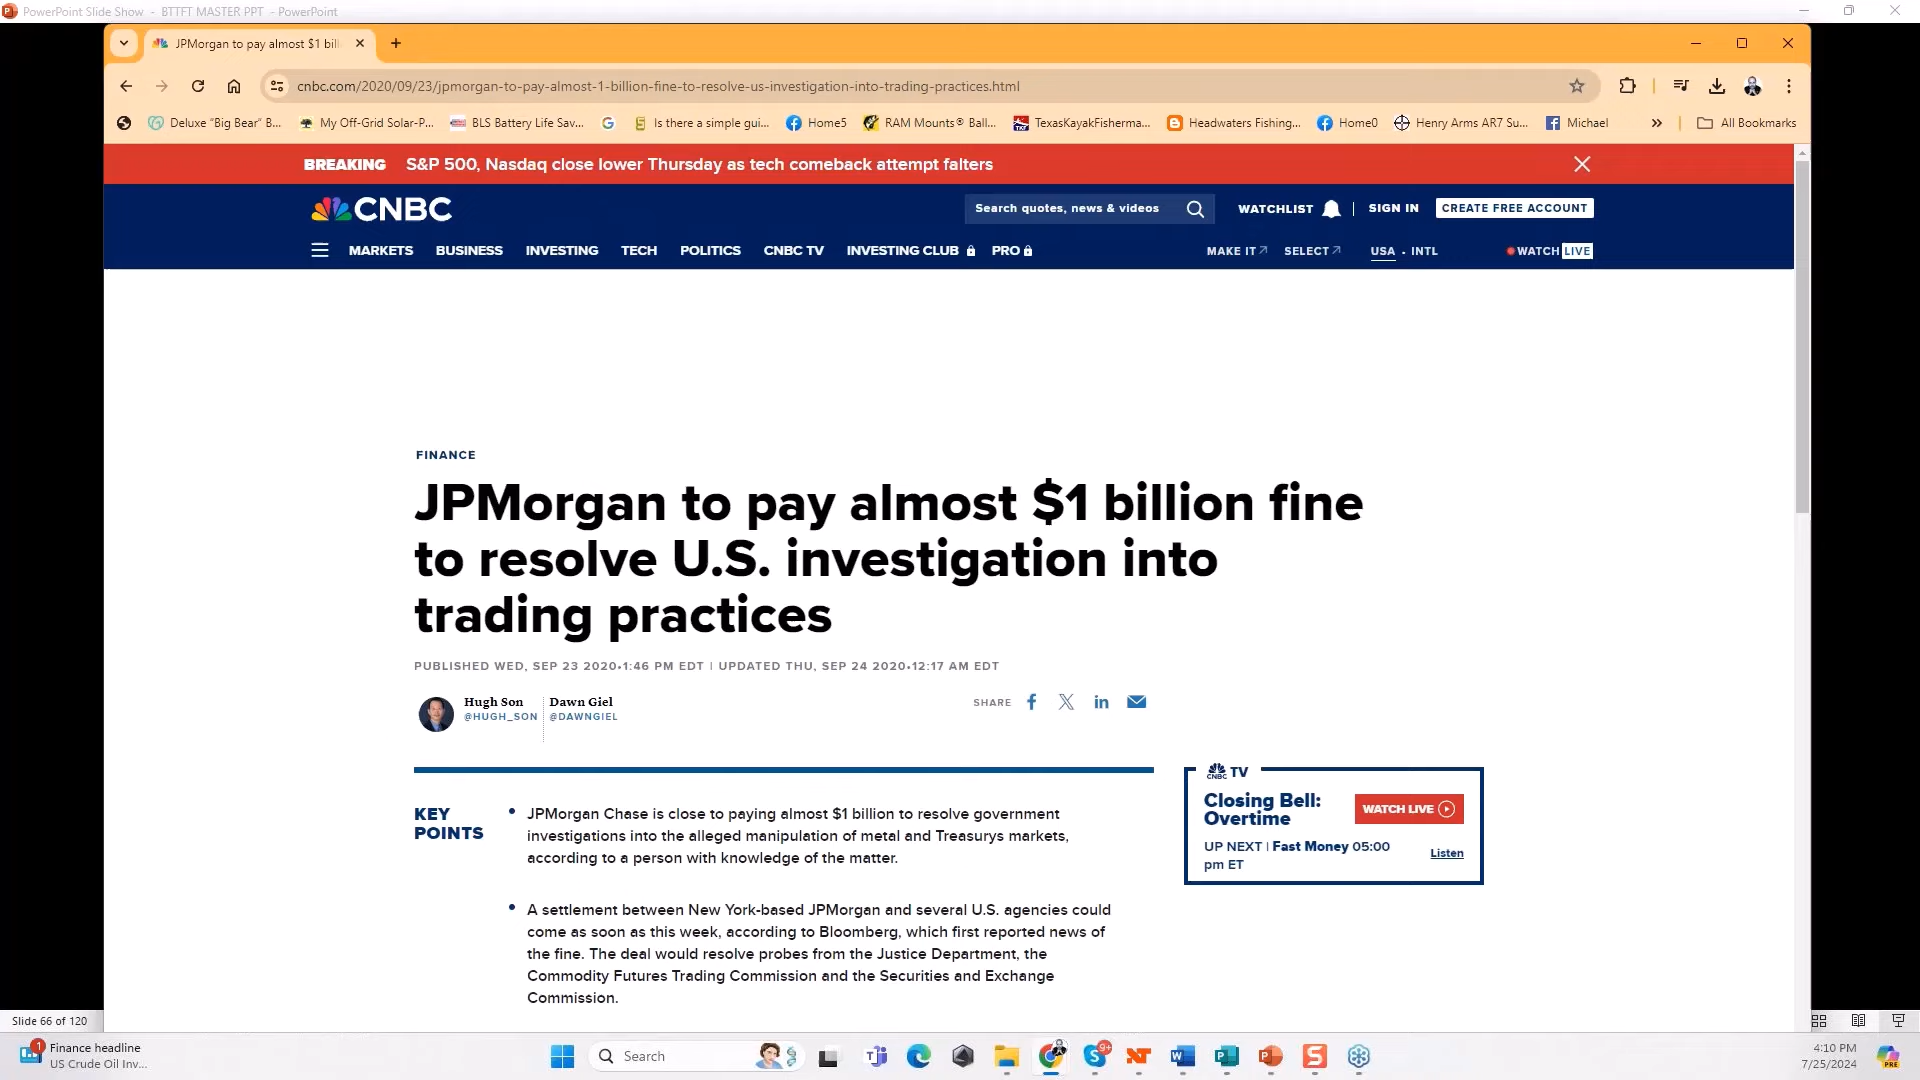 PowerPoint Slide Show - BTTFT MASTER PPT - PowerPoint
JPMorgan to pay almost $1 bill
cnbc.com/2020/09/23/jpmorgan-to-pay-almost-1-billion-fine-to-resolve-us-investigation-into-trading-practices.html
Deluxe "Big Bear" B...
My Off-Grid Solar-P...
BLS Battery Life Sav...
Is there a simple gui...
Home5
RAM Mounts® Ball...
TexasKayakFisherma...
Headwaters Fishing...
Home0
Henry Arms AR7 Su...
Michael
All Bookmarks
BREAKING S&P 500, Nasdaq close lower Thursday as tech comeback attempt falters
CNBC
Search quotes, news & videos
WATCHLIST
SIGN IN
CREATE FREE ACCOUNT
MARKETS BUSINESS INVESTING TECH POLITICS CNBC TV INVESTING CLUB PRO
MAKE IT SELECT USA • INTL WATCH LIVE
FINANCE
JPMorgan to pay almost $1 billion fine
to resolve U.S. investigation into
trading practices
PUBLISHED WED, SEP 23 2020•1:46 PM EDT | UPDATED THU, SEP 24 2020•12:17 AM EDT
Hugh Son
@HUGH_SON
Dawn Giel
@DAWNGIEL
SHARE
KEY
POINTS
• JPMorgan Chase is close to paying almost $1 billion to resolve government
investigations into the alleged manipulation of metal and Treasurys markets,
according to a person with knowledge of the matter.
• A settlement between New York-based JPMorgan and several U.S. agencies could
come as soon as this week, according to Bloomberg, which first reported news of
the fine. The deal would resolve probes from the Justice Department, the
Commodity Futures Trading Commission and the Securities and Exchange
Commission.
CNBC TV
Closing Bell:
Overtime
WATCH LIVE
UP NEXT | Fast Money 05:00
pm ET
Listen
Slide 66 of 120
1
Finance headline
US Crude Oil Inv...
Search
9+
4:10 PM
7/25/2024
PRE